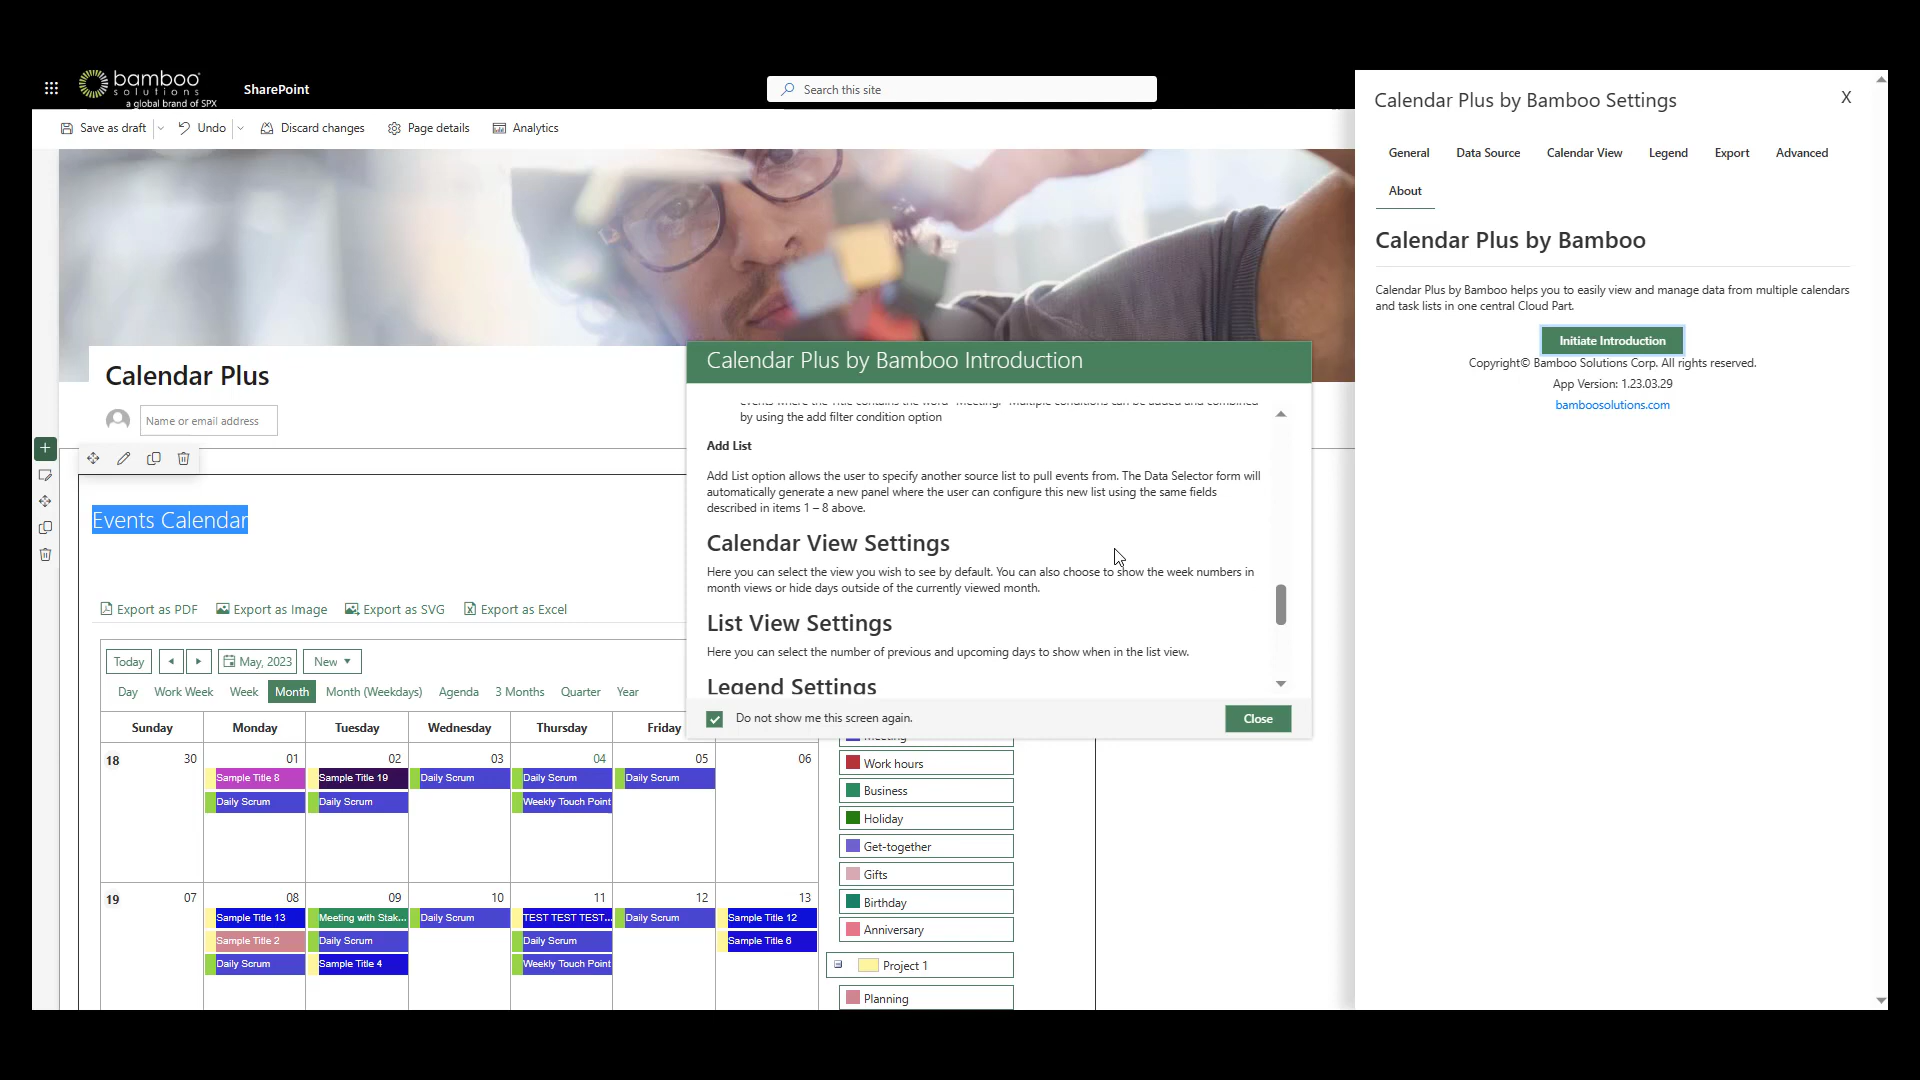 bamboo
solutions
a global brand of SPX
SharePoint
Search this site
Save as draft
Undo
Discard changes
Page details
Analytics
Calendar Plus
Name or email address
Events Calendar
Export as PDF
Export as Image
Export as SVG
Export as Excel
Today
May, 2023
New
Day
Work Week
Week
Month
Month (Weekdays)
Agenda
3 Months
Quarter
Year
Sunday
Monday
Tuesday
Wednesday
Thursday
Friday
18
30
01
02
03
04
05
06
Sample Title 8
Sample Title 19
Daily Scrum
Daily Scrum
Daily Scrum
Daily Scrum
Daily Scrum
Weekly Touch Point
19
07
08
09
10
11
12
13
Sample Title 13
Meeting with Stak...
Daily Scrum
TEST TEST TEST...
Daily Scrum
Sample Title 12
Sample Title 2
Daily Scrum
Daily Scrum
Sample Title 6
Daily Scrum
Sample Title 4
Weekly Touch Point
Meeting
Work hours
Business
Holiday
Get-together
Gifts
Birthday
Anniversary
Project 1
Planning
Calendar Plus by Bamboo Introduction
events where the Title contains the word "Meeting." Multiple conditions can be added and combined
by using the add filter condition option
Add List
Add List option allows the user to specify another source list to pull events from. The Data Selector form will
automatically generate a new panel where the user can configure this new list using the same fields
described in items 1 – 8 above.
Calendar View Settings
Here you can select the view you wish to see by default. You can also choose to show the week numbers in
month views or hide days outside of the currently viewed month.
List View Settings
Here you can select the number of previous and upcoming days to show when in the list view.
Legend Settings
Do not show me this screen again.
Close
Calendar Plus by Bamboo Settings
X
General
Data Source
Calendar View
Legend
Export
Advanced
About
Calendar Plus by Bamboo
Calendar Plus by Bamboo helps you to easily view and manage data from multiple calendars
and task lists in one central Cloud Part.
Initiate Introduction
Copyright© Bamboo Solutions Corp. All rights reserved.
App Version: 1.23.03.29
bamboosolutions.com